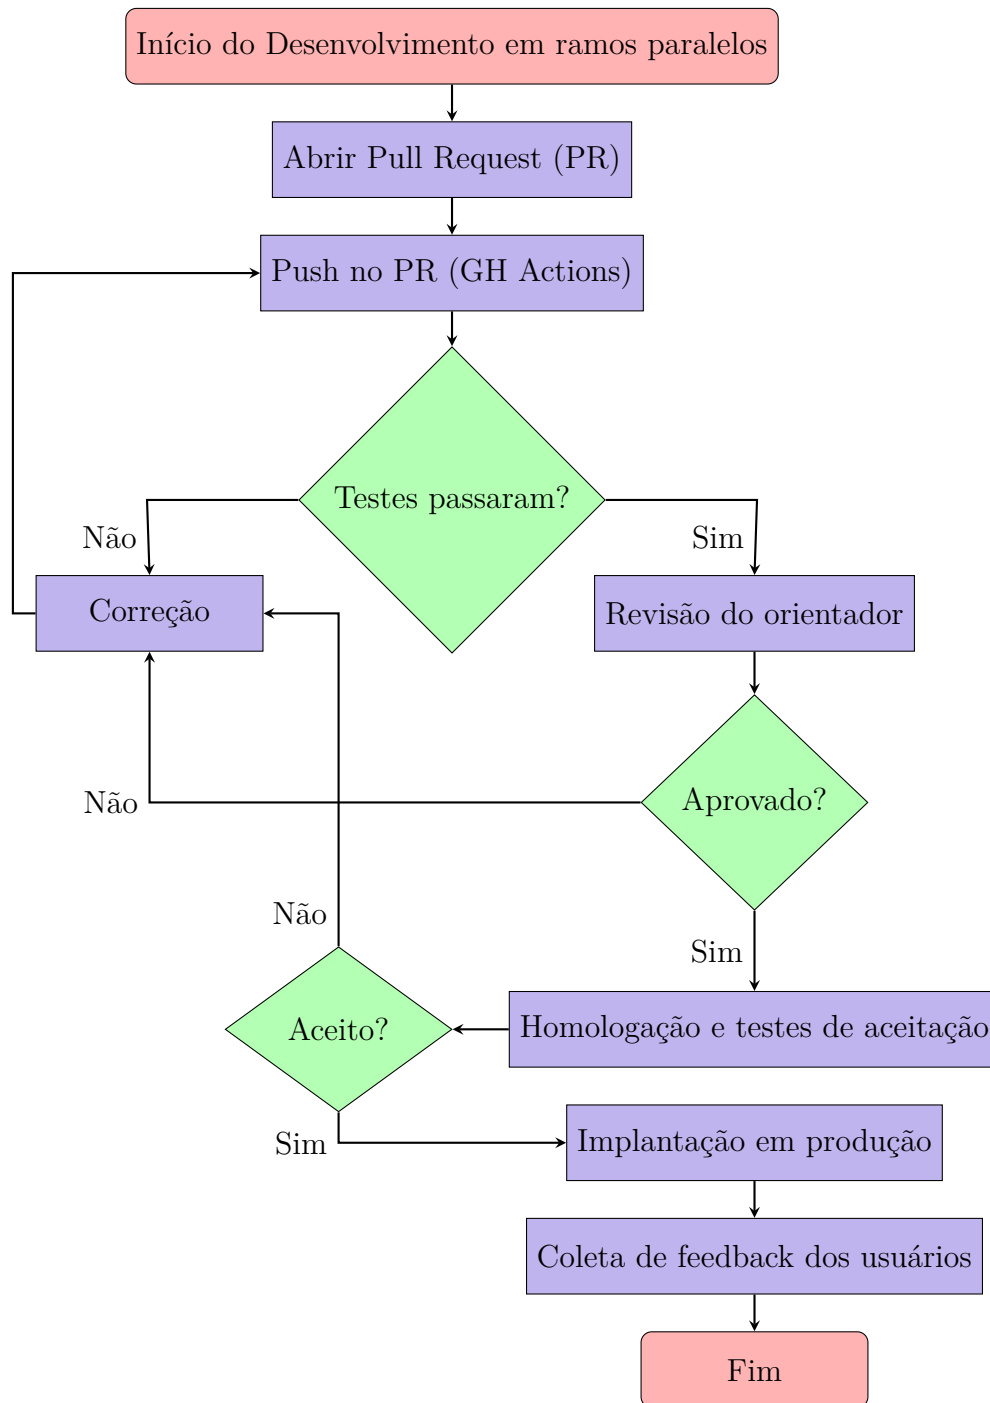 Início do Desenvolvimento em ramos paralelos
Abrir Pull Request (PR)
Push no PR (GH Actions)
Testes passaram?
Não
Sim
Correção
Revisão do orientador
Não
Aprovado?
Não
Sim
Aceito?
Homologação e testes de aceitação
Sim
Implantação em produção
Coleta de feedback dos usuários
Fim